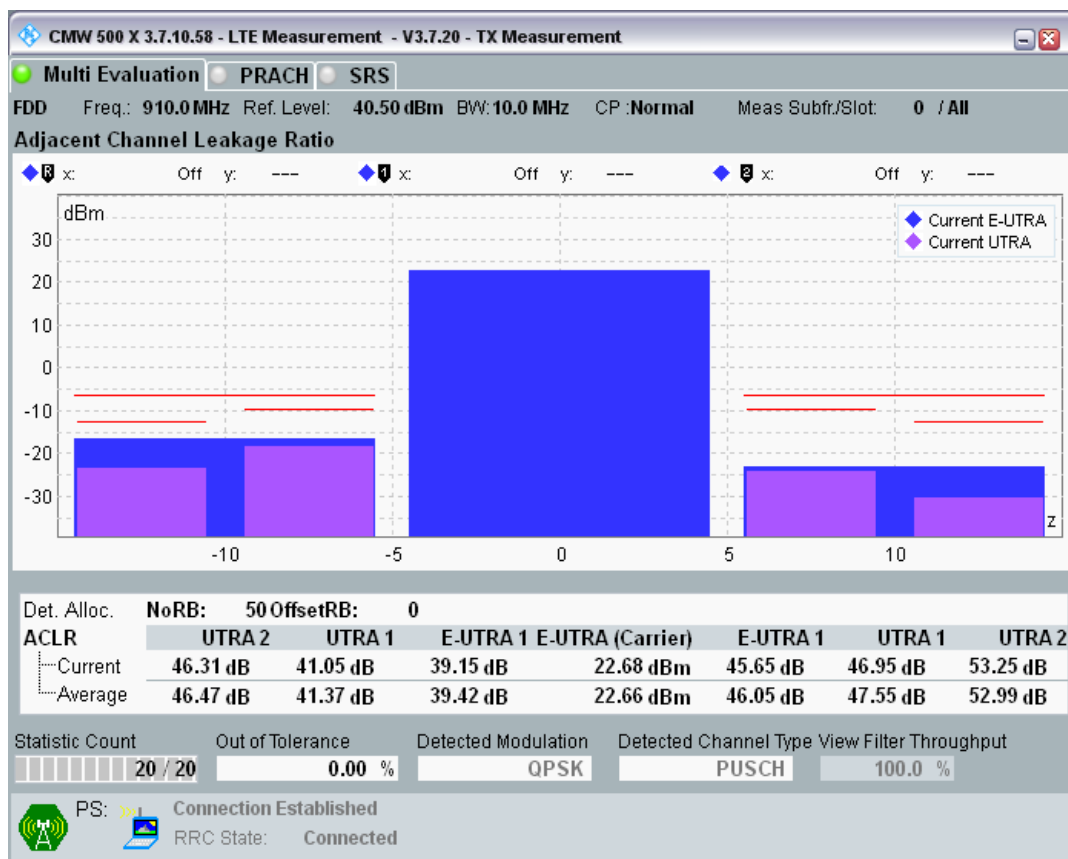 CMW 500 X 3.7.10.58 - LTE Measurement - V3.7.20 - TX Measurement
Multi Evaluation PRACH SRS
FDD Freq.: 910.0 MHz Ref. Level: 40.50 dBm BW: 10.0 MHz CP :Normal Meas Subfr./Slot: 0 / All
Adjacent Channel Leakage Ratio
R x: Off y: --- 1 x: Off y: --- 2 x: Off y: ---
dBm
Current E-UTRA
Current UTRA
30
20
10
0
-10
-20
-30
z
-10 -5 0 5 10
Det. Alloc. NoRB: 50 OffsetRB: 0
ACLR UTRA 2 UTRA 1 E-UTRA 1 E-UTRA (Carrier) E-UTRA 1 UTRA 1 UTRA 2
Current 46.31 dB 41.05 dB 39.15 dB 22.68 dBm 45.65 dB 46.95 dB 53.25 dB
Average 46.47 dB 41.37 dB 39.42 dB 22.66 dBm 46.05 dB 47.55 dB 52.99 dB
Statistic Count Out of Tolerance Detected Modulation Detected Channel Type View Filter Throughput
20 / 20 0.00 % QPSK PUSCH 100.0 %
PS: Connection Established
RRC State: Connected